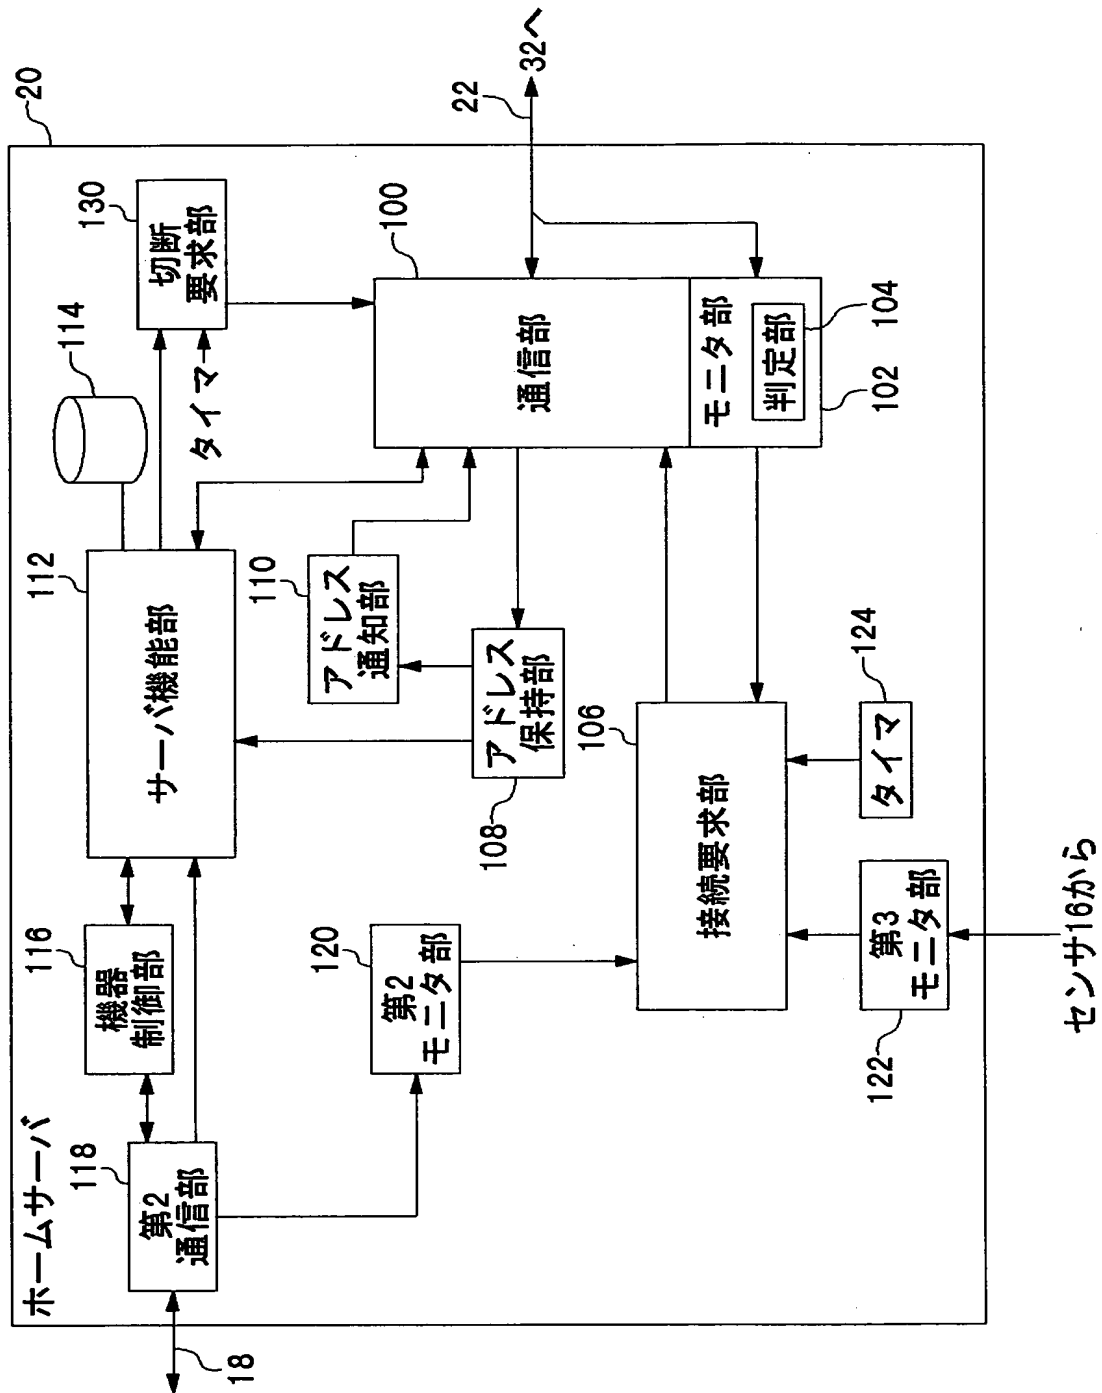 ホームサーバ
20
18
118
第2
通信部
116
機器
制御部
112
サーバ機能部
114
130
切断
要求部
タイマ
110
アドレス
通知部
108
アドレス
保持部
120
第2
モニタ部
106
接続要求部
100
通信部
モニタ部
判定部
104
102
22
32へ
122
第3
モニタ部
124
タイマ
センサ16から